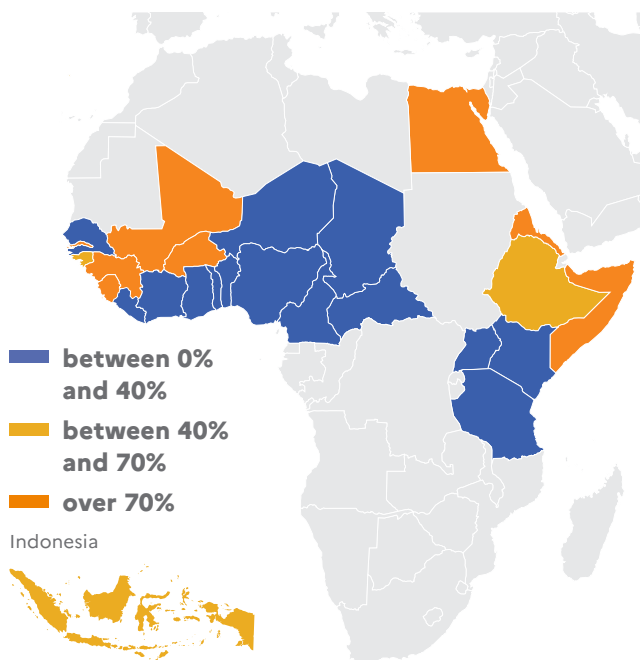 between 0%
and 40%
between 40%
and 70%
over 70%
Indonesia